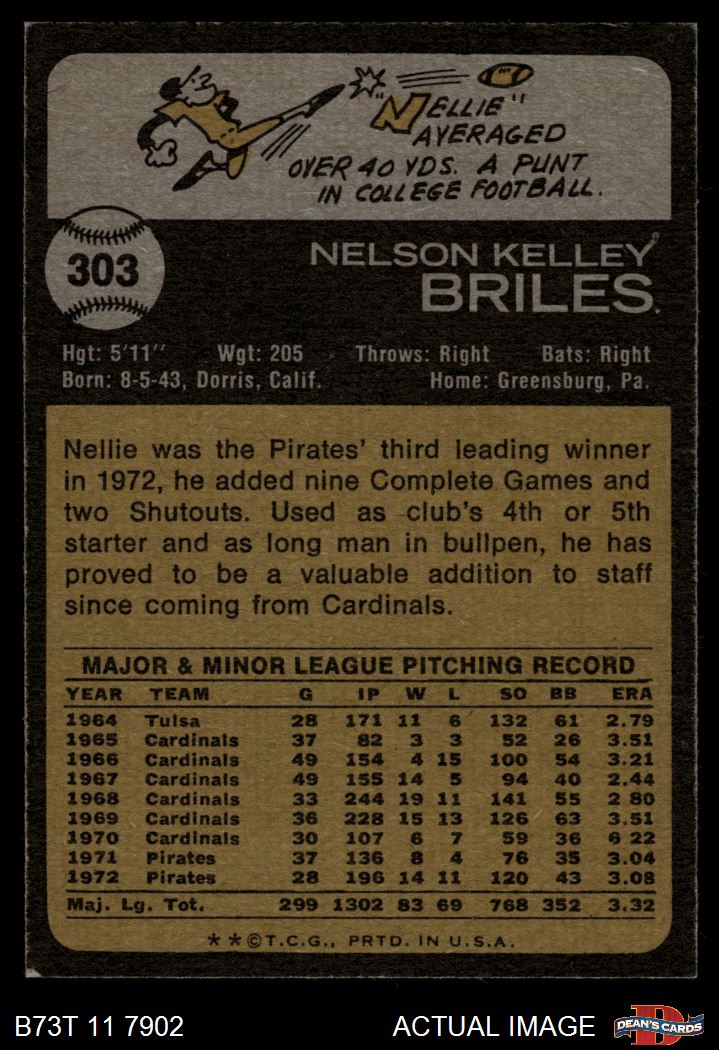 "NELLIE"
AVERAGED
OVER 40 YDS. A PUNT
IN COLLEGE FOOTBALL.
303
NELSON KELLEY
BRILES
Hgt: 5'11" Wgt: 205 Throws: Right Bats: Right
Born: 8-5-43, Dorris, Calif. Home: Greensburg, Pa.
Nellie was the Pirates' third leading winner
in 1972, he added nine Complete Games and
two Shutouts. Used as club's 4th or 5th
starter and as long man in bullpen, he has
proved to be a valuable addition to staff
since coming from Cardinals.
MAJOR & MINOR LEAGUE PITCHING RECORD
YEAR TEAM G IP W L SO BB ERA
1964 Tulsa 28 171 11 6 132 61 2.79
1965 Cardinals 37 82 3 3 52 26 3.51
1966 Cardinals 49 154 4 15 100 54 3.21
1967 Cardinals 49 155 14 5 94 40 2.44
1968 Cardinals 33 244 19 11 141 55 2 80
1969 Cardinals 36 228 15 13 126 63 3.51
1970 Cardinals 30 107 6 7 59 36 6 22
1971 Pirates 37 136 8 4 76 35 3.04
1972 Pirates 28 196 14 11 120 43 3.08
Maj. Lg. Tot. 299 1302 83 69 768 352 3.32
**©T.C.G., PRTD. IN U.S.A.
B73T 11 7902 ACTUAL IMAGE D DEAN'S CARDS